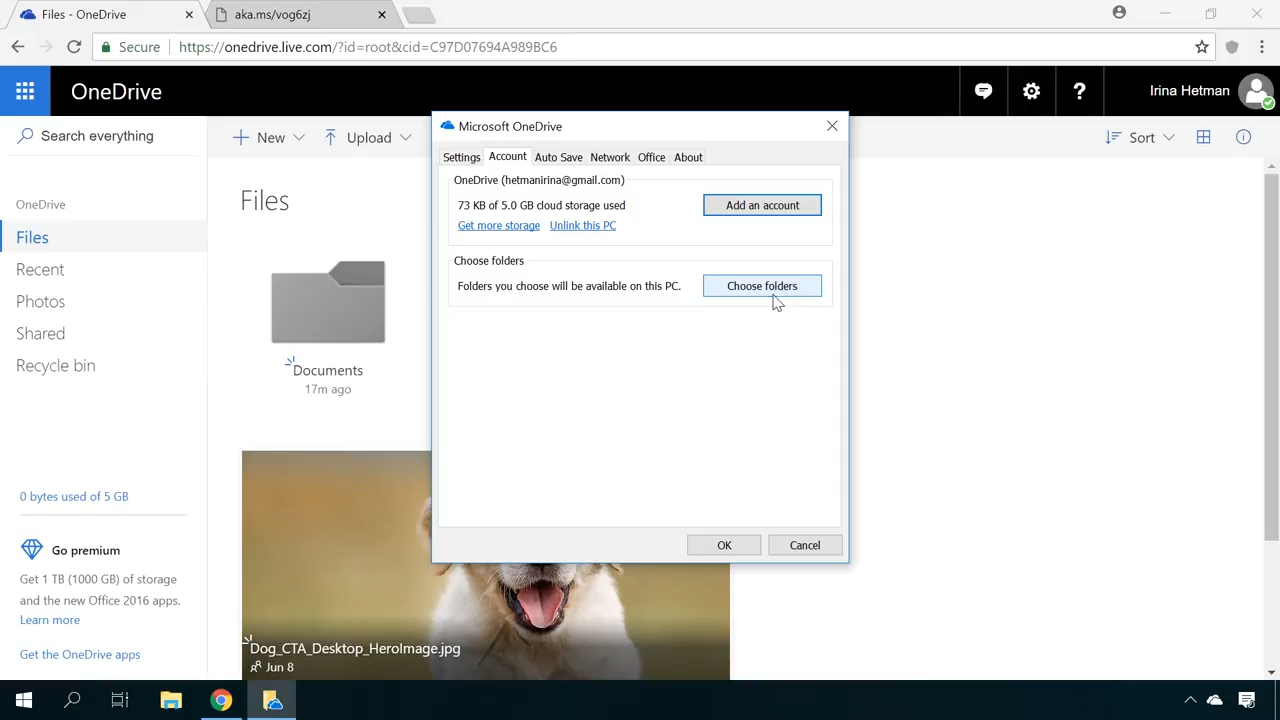 Files - OneDrive
aka.ms/vog6zj
Secure
https://onedrive.live.com/?id=root&cid=C97D07694A989BC6
OneDrive
?
Irina Hetman
Search everything
New
Upload
Sort
OneDrive
Files
Recent
Photos
Shared
Recycle bin
0 bytes used of 5 GB
Go premium
Get 1 TB (1000 GB) of storage
and the new Office 2016 apps.
Learn more
Get the OneDrive apps
Files
Documents
17m ago
Dog_CTA_Desktop_HeroImage.jpg
Jun 8
Microsoft OneDrive
Settings Account Auto Save Network Office About
OneDrive (hetmanirina@gmail.com)
73 KB of 5.0 GB cloud storage used
Add an account
Get more storage Unlink this PC
Choose folders
Folders you choose will be available on this PC.
Choose folders
OK
Cancel